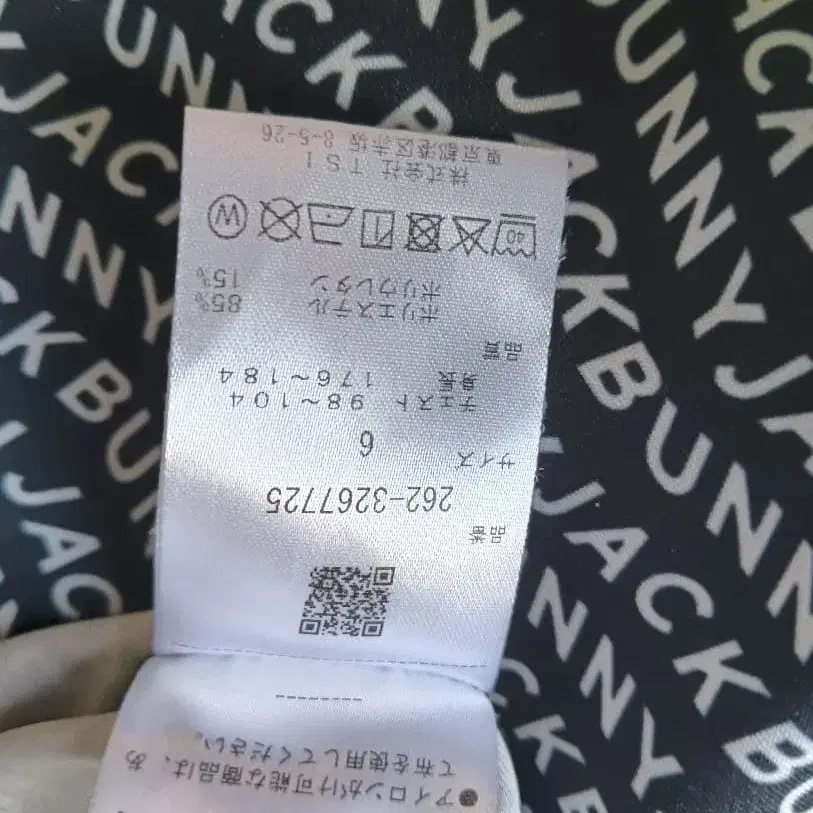 ●アイロンがけ可能な商品は、あ
て布を使用してください。
--------
品番
262-3267725
サイズ
6
チェスト 98~104
身長 176~184
品質
ポリエステル 85%
ポリウレタン 15%
40 W
株式会社 TSI
東京都港区赤坂 8-5-26
JACKBUNNY
JACKBUNNY
JACKBUNNY